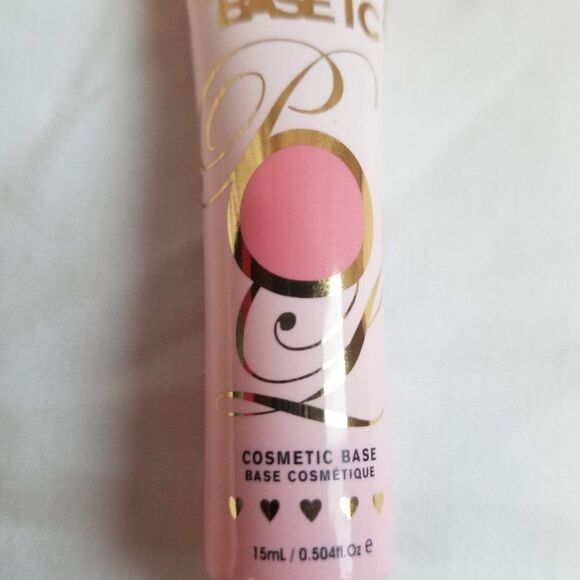 COSMETIC BASE
BASE COSMÉTIQUE
15mL / 0.504fl.Oz e